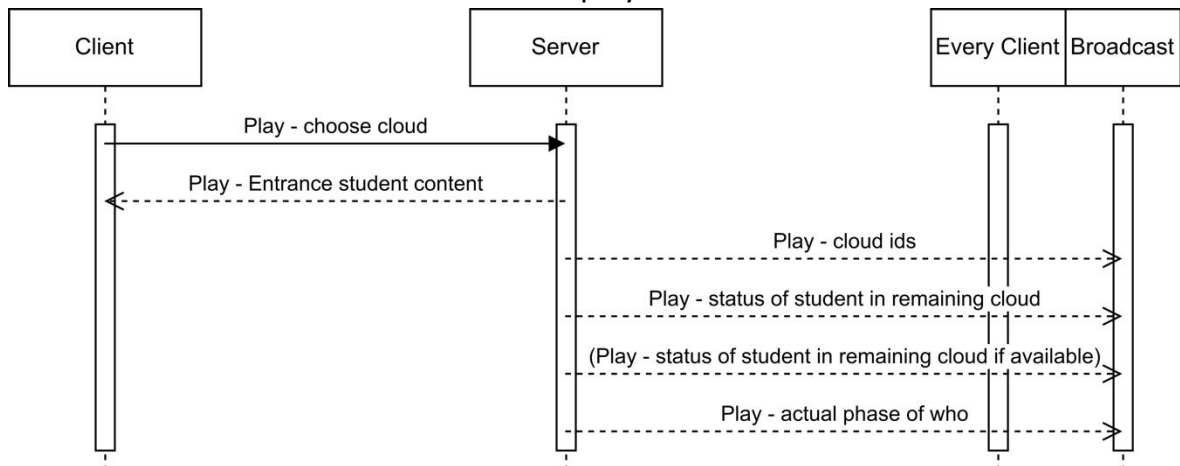 Client
Server
Every Client
Broadcast
Play - choose cloud
Play - Entrance student content
Play - cloud ids
Play - status of student in remaining cloud
(Play - status of student in remaining cloud if available)
Play - actual phase of who